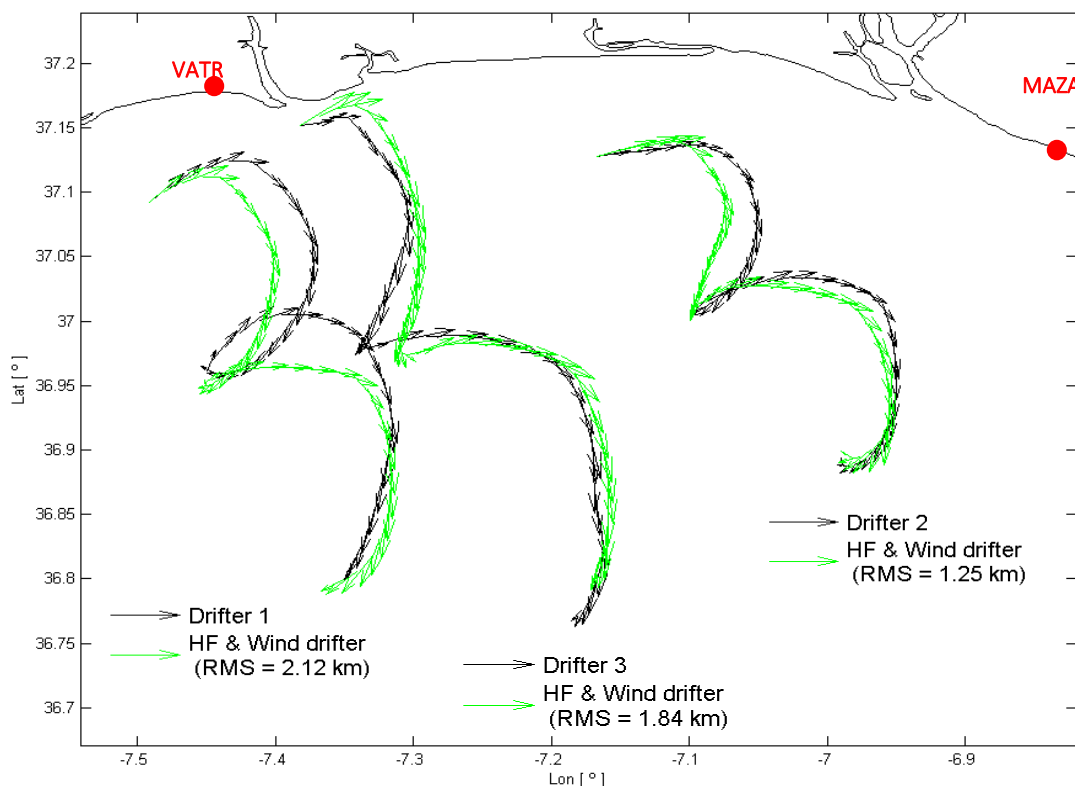 37.2
37.15
37.1
37.05
37
36.95
36.9
36.85
36.8
36.75
36.7
Lat [ º ]
VATR
MAZA
Drifter 2
HF & Wind drifter
(RMS = 1.25 km)
Drifter 1
HF & Wind drifter
(RMS = 2.12 km)
Drifter 3
HF & Wind drifter
(RMS = 1.84 km)
-7.5 -7.4 -7.3 -7.2 -7.1 -7 -6.9
Lon [ º ]